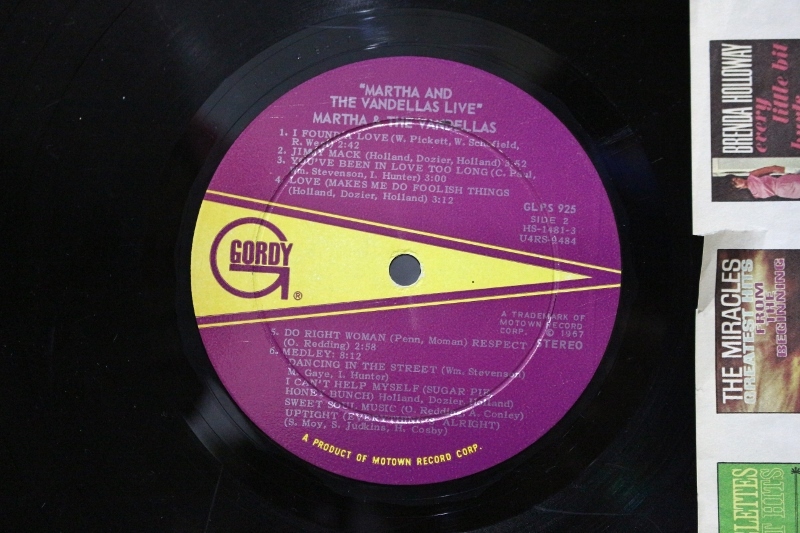 "MARTHA AND
THE VANDELLAS LIVE"
MARTHA & THE VANDELLAS
1. I FOUND A LOVE (W. Pickett, W. Schofield,
R. West) 2:42
2. JIMMY MACK (Holland, Dozier, Holland) 3:42
3. YOU'VE BEEN IN LOVE TOO LONG (C. Paul,
Wm. Stevenson, I. Hunter) 3:00
4. LOVE (MAKES ME DO FOOLISH THINGS
(Holland, Dozier, Holland) 3:12
GLPS 925
SIDE 2
HS-1481-3
U4RS-9484
GORDY
G
®
A TRADEMARK OF
MOTOWN RECORD
CORP. © 1967
5. DO RIGHT WOMAN (Penn, Moman) RESPECT STEREO
(O. Redding) 2:58
6. MEDLEY: 8:12
DANCING IN THE STREET (Wm. Stevenson)
M. Gaye, I. Hunter)
I CAN'T HELP MYSELF (SUGAR PIE,
HONEY BUNCH) Holland, Dozier, Holland)
SWEET SOUL MUSIC (O. Redding, A. Conley)
UPTIGHT (EVERYTHING'S ALRIGHT)
(S. Moy, S. Judkins, H. Cosby)
A PRODUCT OF MOTOWN RECORD CORP.
BRENDA HOLLOWAY
every
little bit
THE MIRACLES
GREATEST HITS
FROM
THE
BEGINNING